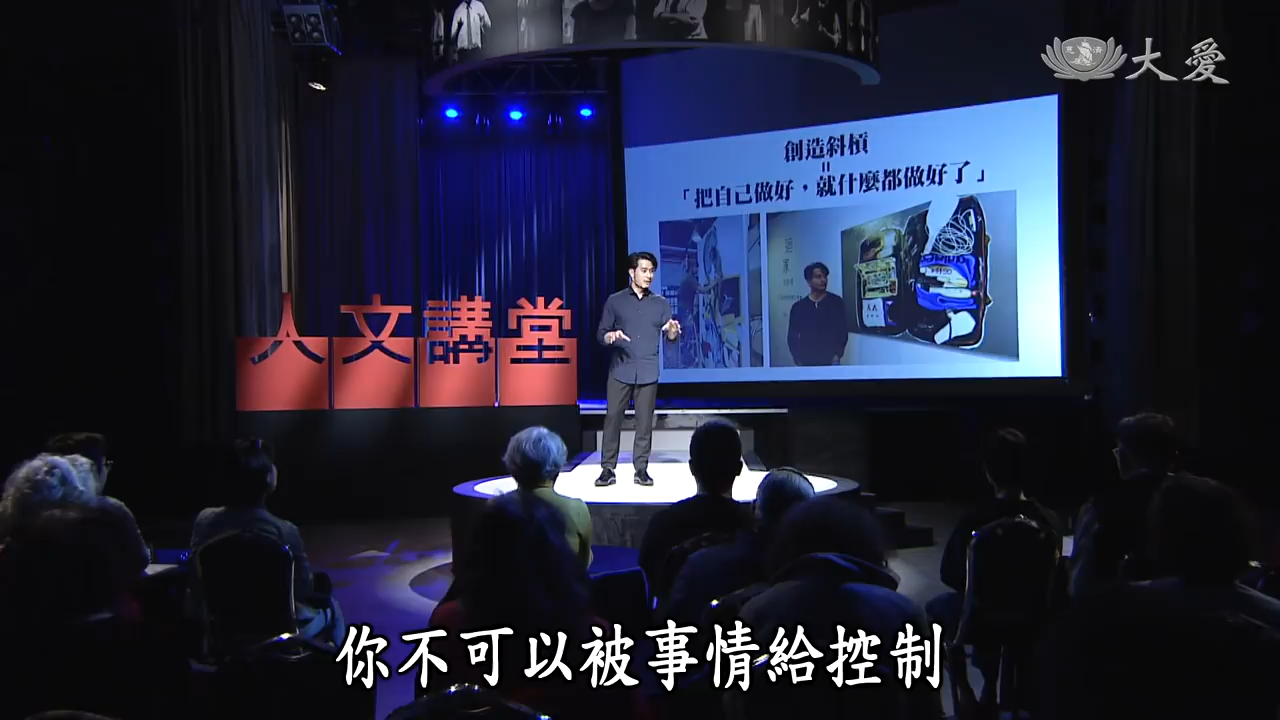 大愛
創造斜槓
=
「把自己做好,就什麼都做好了」
人文講堂
你不可以被事情給控制